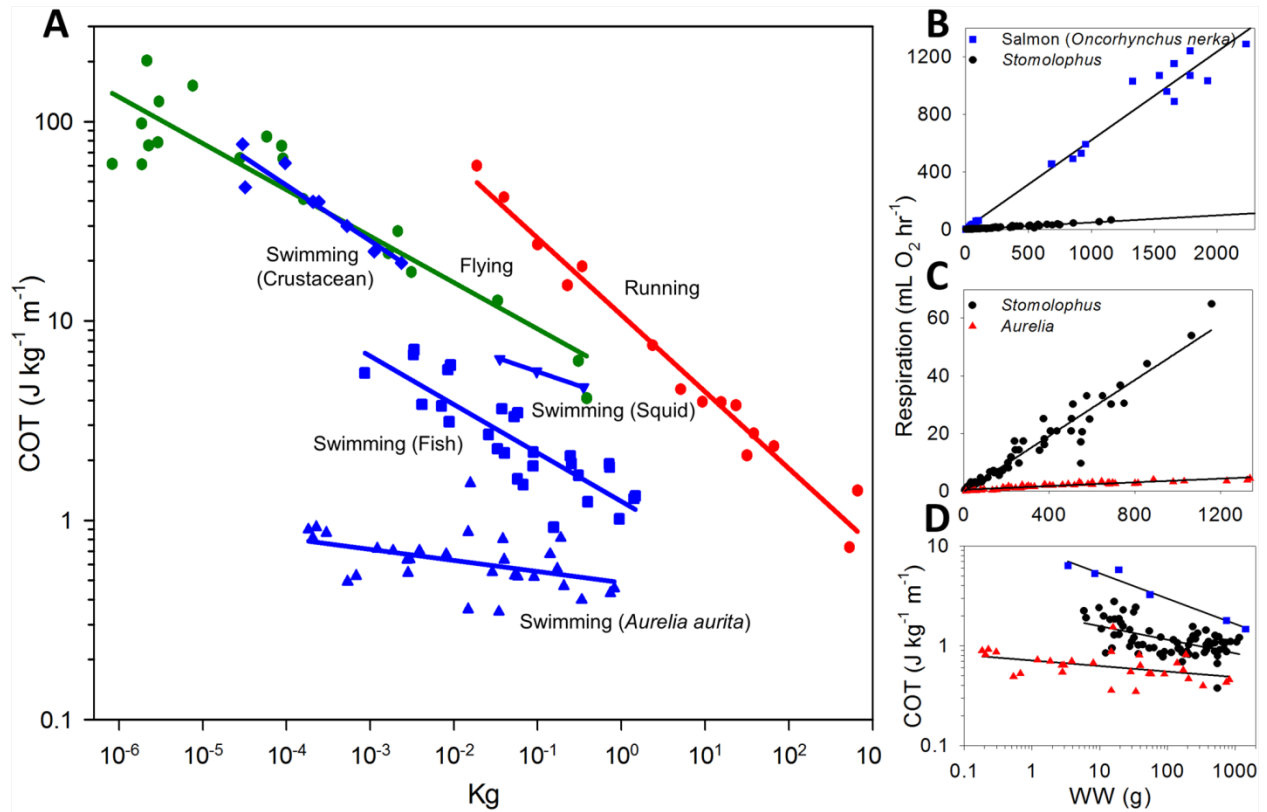 A
COT (J kg⁻¹ m⁻¹)
100
10
1
0.1
Swimming
(Crustacean)
Flying
Running
Swimming (Squid)
Swimming (Fish)
Swimming (Aurelia aurita)
10⁻⁶ 10⁻⁵ 10⁻⁴ 10⁻³ 10⁻² 10⁻¹ 10⁰ 10¹ 10² 10
Kg
B
Salmon (Oncorhynchus nerka)
Stomolophus
1200
800
400
0
0 500 1000 1500 2000
Respiration (mL O₂ hr⁻¹)
C
Stomolophus
Aurelia
60
40
20
0
0 400 800 1200
D
COT (J kg⁻¹ m⁻¹)
10
1
0.1
0.1 1 10 100 1000
WW (g)